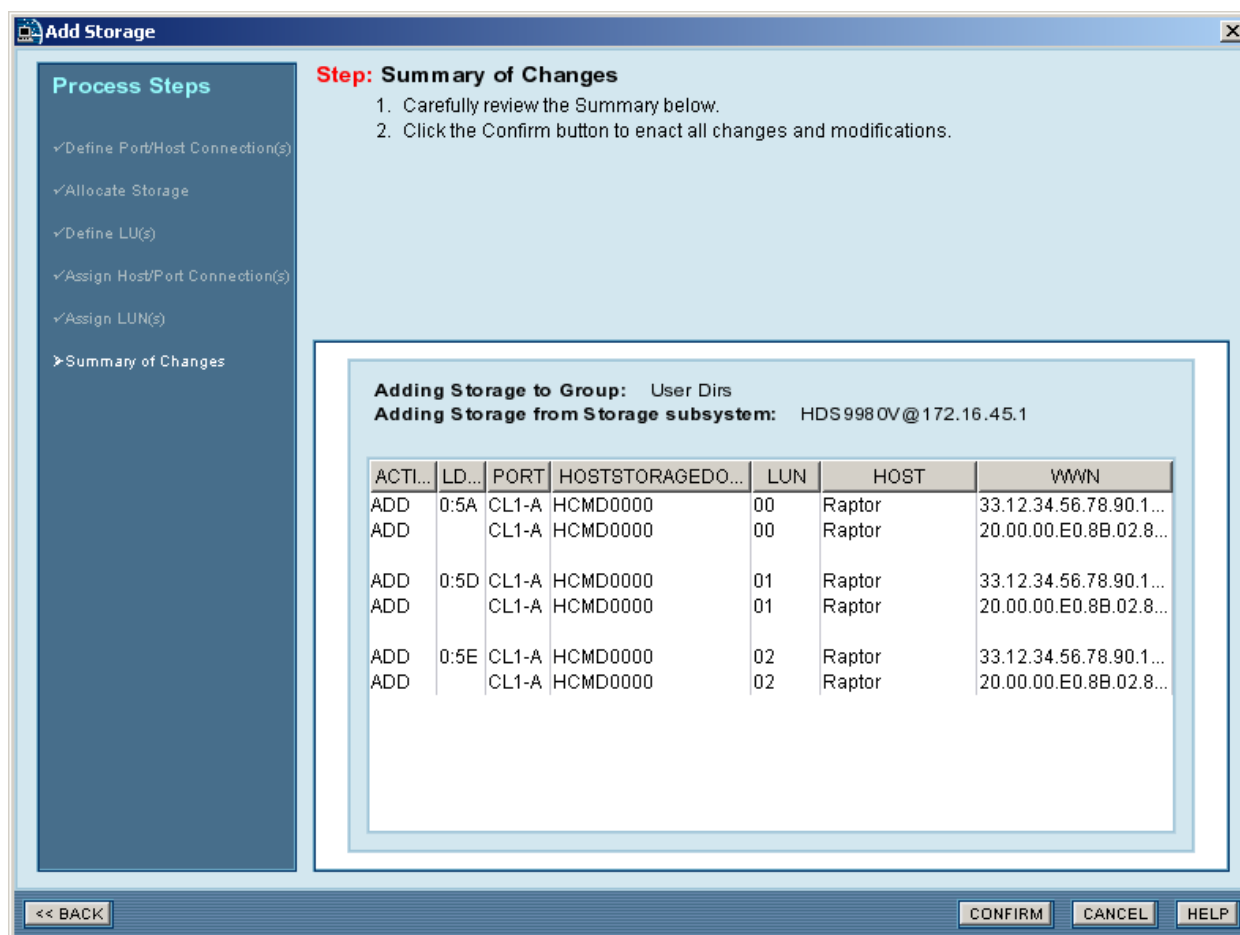 Add Storage
Process Steps
✓Define Port/Host Connection(s)
✓Allocate Storage
✓Define LU(s)
✓Assign Host/Port Connection(s)
✓Assign LUN(s)
➢Summary of Changes
Step: Summary of Changes
1. Carefully review the Summary below.
2. Click the Confirm button to enact all changes and modifications.
Adding Storage to Group: User Dirs
Adding Storage from Storage subsystem: HDS9980V@172.16.45.1
ACTI... LD... PORT HOSTSTORAGEDO... LUN HOST WWN
ADD 0:5A CL1-A HCMD0000 00 Raptor 33.12.34.56.78.90.1...
ADD CL1-A HCMD0000 00 Raptor 20.00.00.E0.8B.02.8...
ADD 0:5D CL1-A HCMD0000 01 Raptor 33.12.34.56.78.90.1...
ADD CL1-A HCMD0000 01 Raptor 20.00.00.E0.8B.02.8...
ADD 0:5E CL1-A HCMD0000 02 Raptor 33.12.34.56.78.90.1...
ADD CL1-A HCMD0000 02 Raptor 20.00.00.E0.8B.02.8...
<< BACK CONFIRM CANCEL HELP